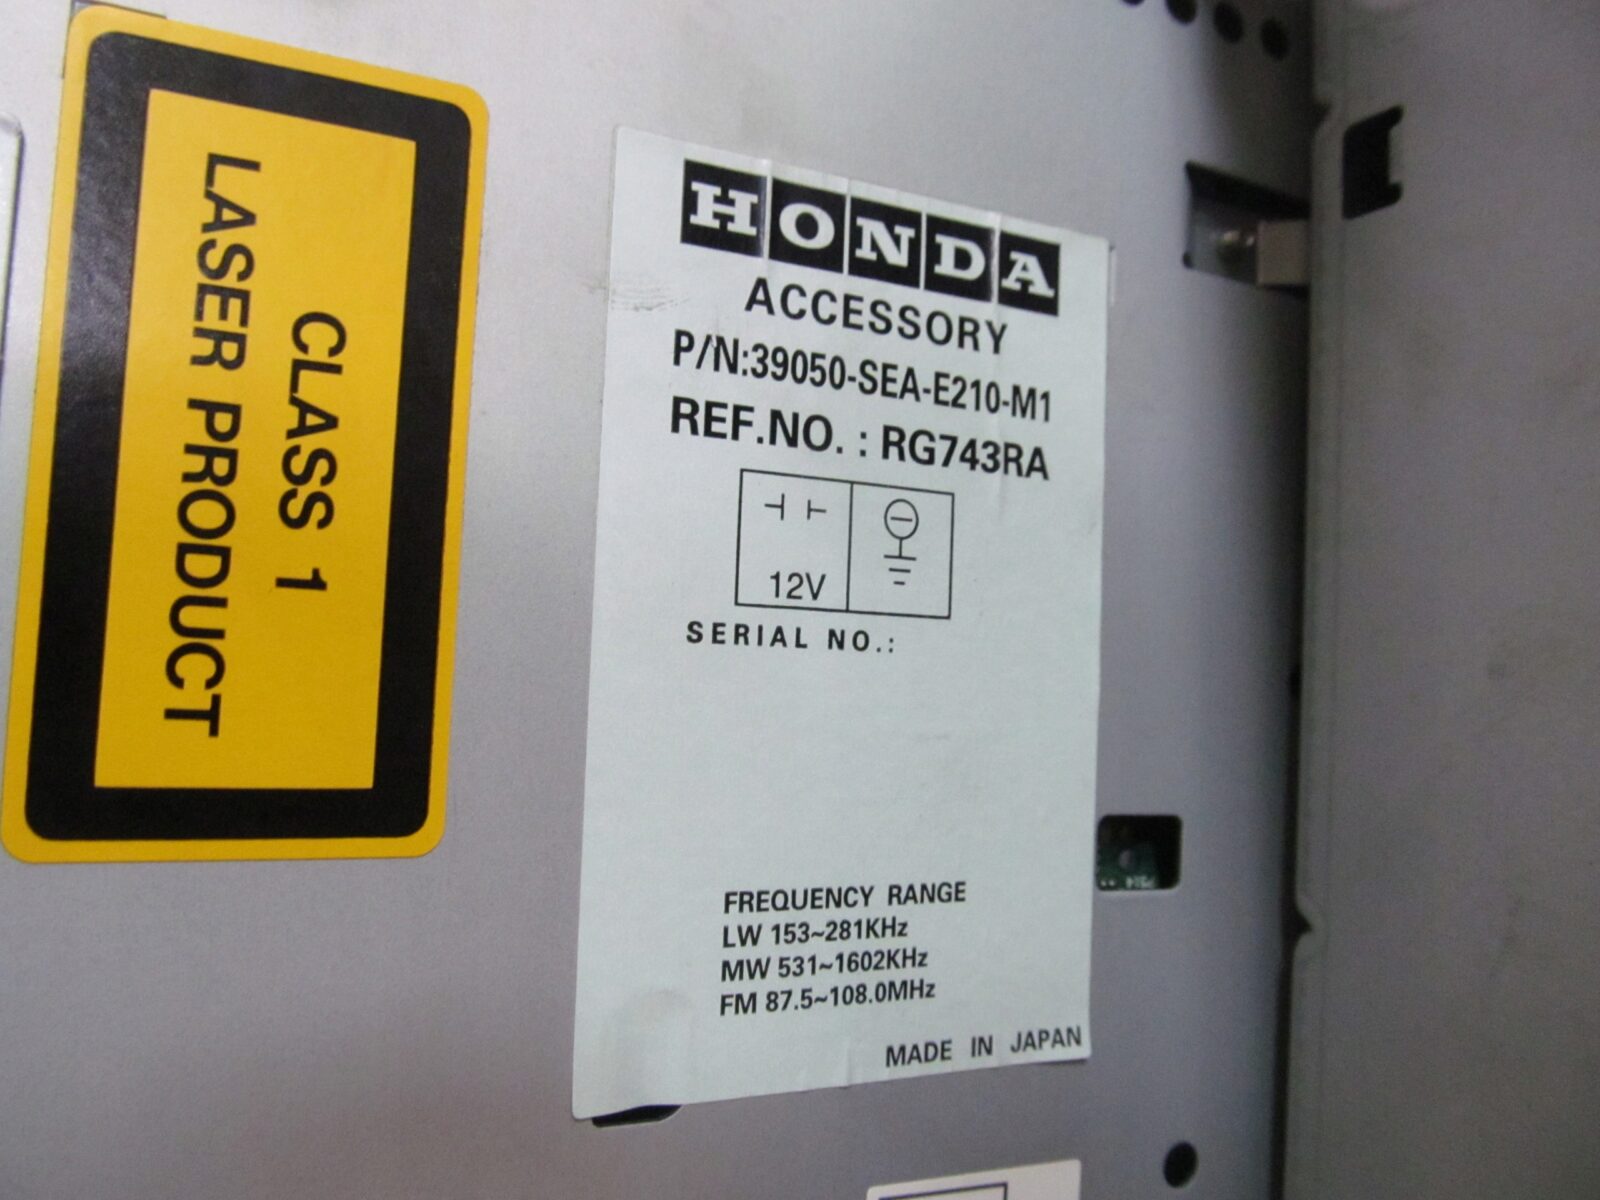 CLASS 1
LASER PRODUCT
HONDA
ACCESSORY
P/N:39050-SEA-E210-M1
REF.NO. : RG743RA
12V
SERIAL NO.:
FREQUENCY RANGE
LW 153~281KHz
MW 531~1602KHz
FM 87.5~108.0MHz
MADE IN JAPAN